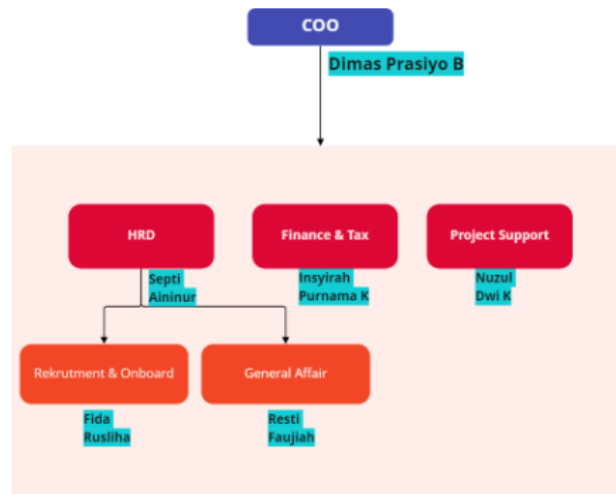 COO
Dimas Prasiyo B
HRD
Finance & Tax
Project Support
Septi
Aininur
Insyirah
Purnama K
Nuzul
Dwi K
Rekrutment & Onboard
General Affair
Fida
Rusliha
Resti
Faujiah